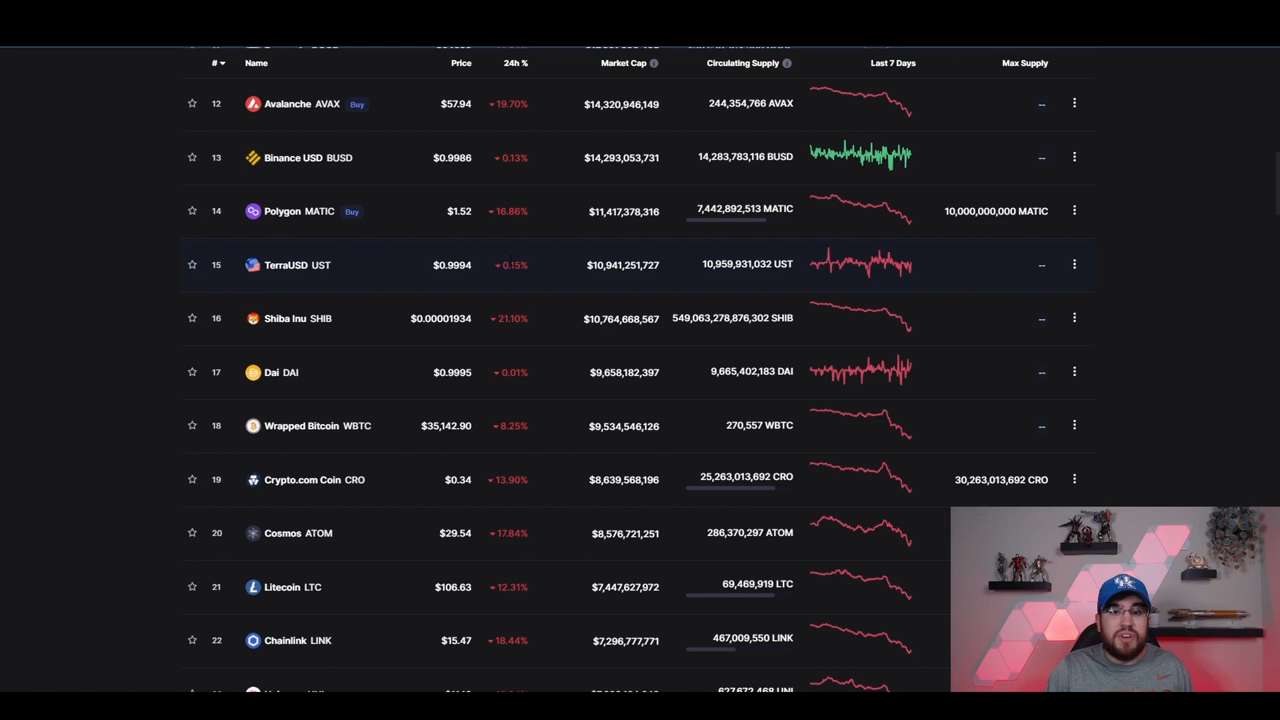 # Name Price 24h % Market Cap Circulating Supply Last 7 Days Max Supply
12 Avalanche AVAX Buy $57.94 19.70% $14,320,946,149 244,354,766 AVAX --
13 Binance USD BUSD $0.9986 0.13% $14,293,053,731 14,283,783,116 BUSD --
14 Polygon MATIC Buy $1.52 16.86% $11,417,378,316 7,442,892,513 MATIC 10,000,000,000 MATIC
15 TerraUSD UST $0.9994 0.15% $10,941,251,727 10,959,931,032 UST --
16 Shiba Inu SHIB $0.00001934 21.10% $10,764,668,567 549,063,278,876,302 SHIB --
17 Dai DAI $0.9995 0.01% $9,658,182,397 9,665,402,183 DAI --
18 Wrapped Bitcoin WBTC $35,142.90 8.25% $9,534,546,126 270,557 WBTC --
19 Crypto.com Coin CRO $0.34 13.90% $8,639,568,196 25,263,013,692 CRO 30,263,013,692 CRO
20 Cosmos ATOM $29.54 17.84% $8,576,721,251 286,370,297 ATOM
21 Litecoin LTC $106.63 12.31% $7,447,627,972 69,469,919 LTC
22 Chainlink LINK $15.47 18.44% $7,296,777,771 467,009,550 LINK